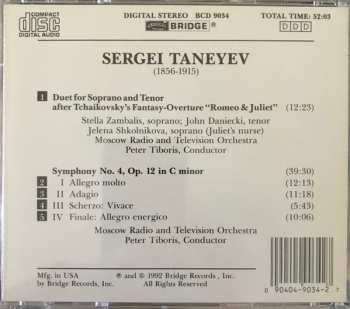 COMPACT
disc
DIGITAL AUDIO
DIGITAL STEREO BCD 9034
BRIDGE®
TOTAL TIME: 52:03
DDD
SERGEI TANEYEV
(1856-1915)
1 Duet for Soprano and Tenor
after Tchaikovsky's Fantasy-Overture "Romeo & Juliet" (12:23)
Stella Zambalis, soprano; John Daniecki, tenor
Jelena Shkolnikova, soprano (Juliet's nurse)
Moscow Radio and Television Orchestra
Peter Tiboris, Conductor
Symphony No. 4, Op. 12 in C minor (39:30)
2 I Allegro molto (12:13)
3 II Adagio (11:18)
4 III Scherzo: Vivace (5:43)
5 IV Finale: Allegro energico (10:06)
Moscow Radio and Television Orchestra
Peter Tiboris, Conductor
Mfg. in USA ℗ and © 1992 Bridge Records, Inc.
by Bridge Records, Inc. All Rights Reserved
0 90404-9034-2 7